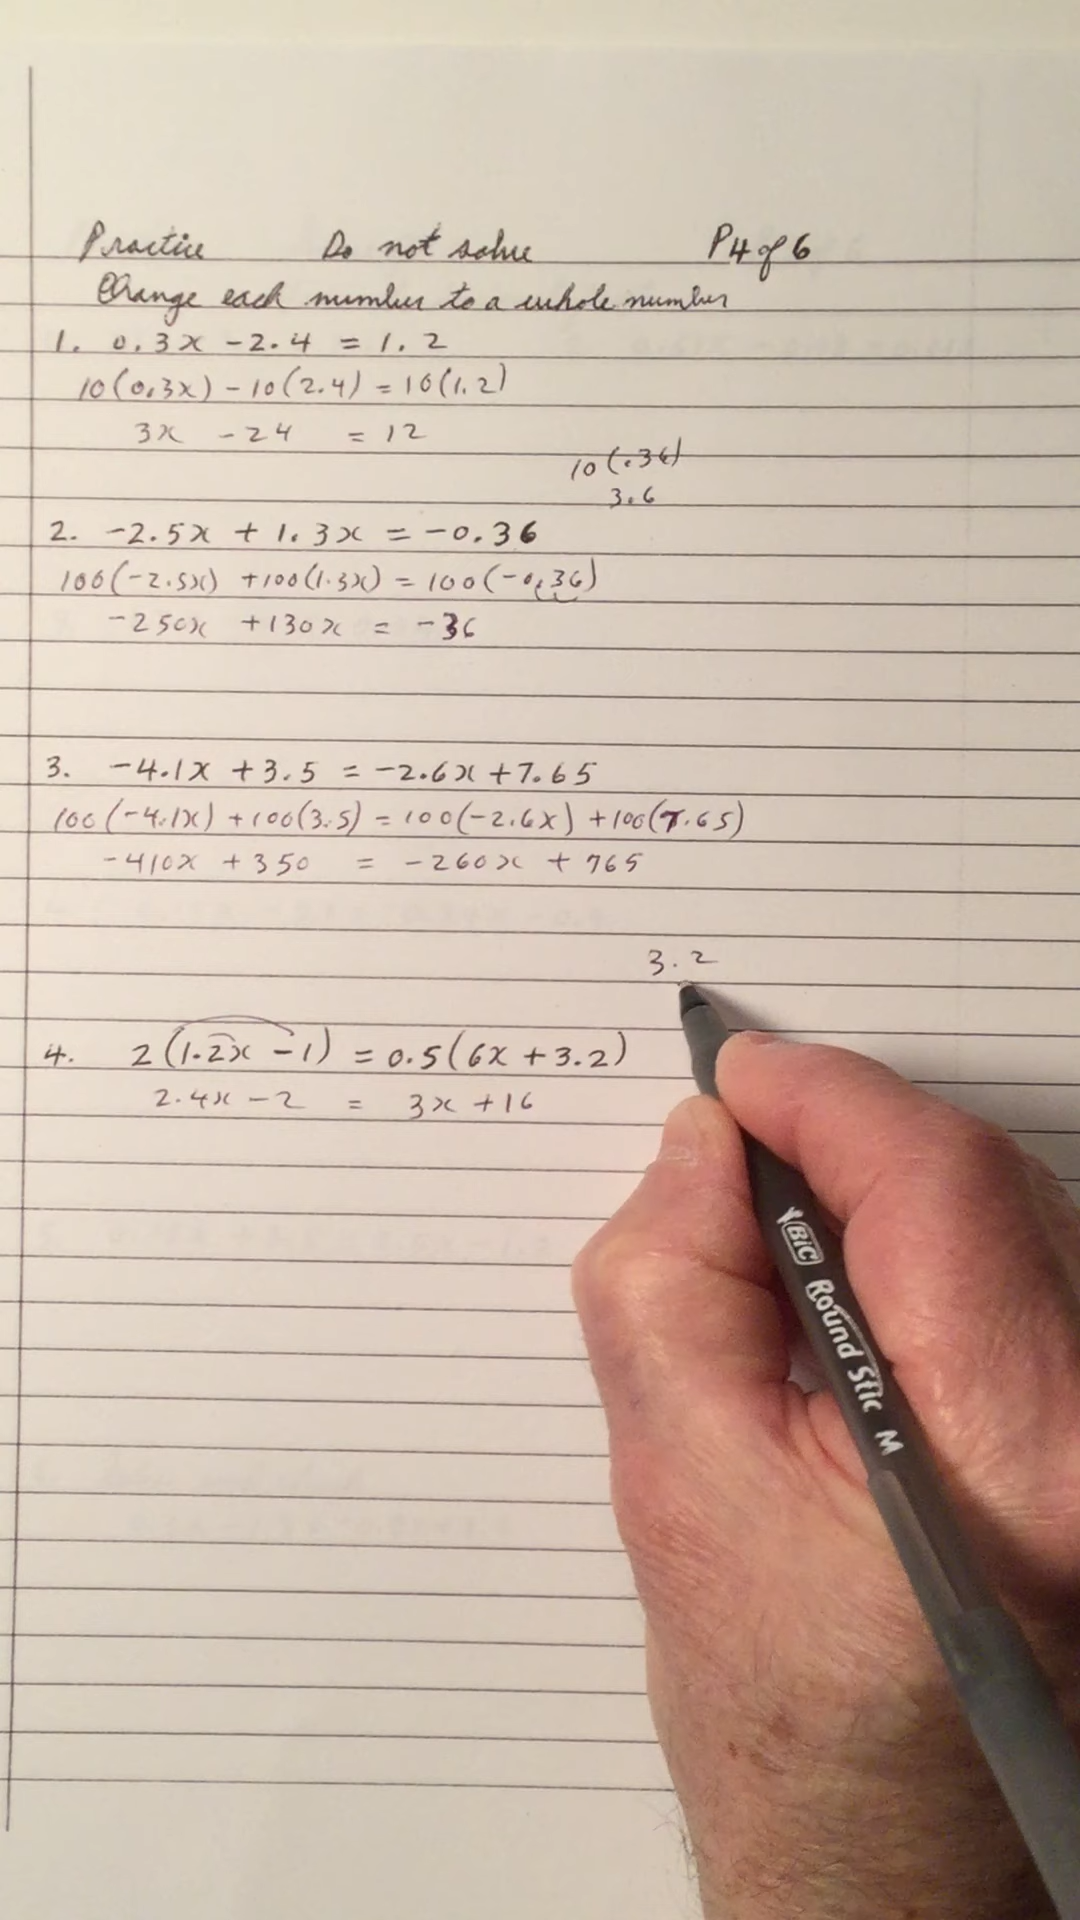 Practice Do not solve P4 of 6
Change each number to a whole number
1. 0.3x - 2.4 = 1.2
10(0.3x) - 10(2.4) = 10(1.2)
3x - 24 = 12
10(.36)
3.6
2. -2.5x + 1.3x = -0.36
100(-2.5x) + 100(1.3x) = 100(-0.36)
-250x + 130x = -36
3. -4.1x + 3.5 = -2.6x + 7.65
100(-4.1x) + 100(3.5) = 100(-2.6x) + 100(7.65)
-410x + 350 = -260x + 765
3.2
4. 2(1.2x - 1) = 0.5(6x + 3.2)
2.4x - 2 = 3x + 16
BIC Round Stic M